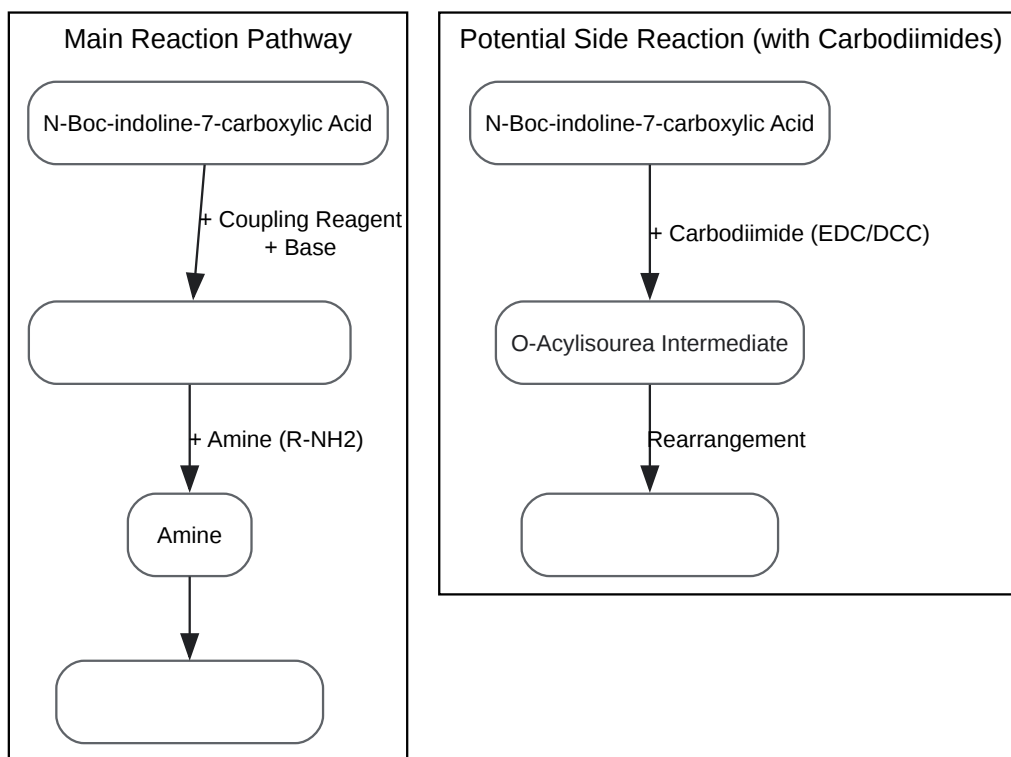 Main Reaction Pathway
N-Boc-indoline-7-carboxylic Acid
+ Coupling Reagent
+ Base
+ Amine (R-NH2)
Amine
Potential Side Reaction (with Carbodiimides)
N-Boc-indoline-7-carboxylic Acid
+ Carbodiimide (EDC/DCC)
O-Acylisourea Intermediate
Rearrangement